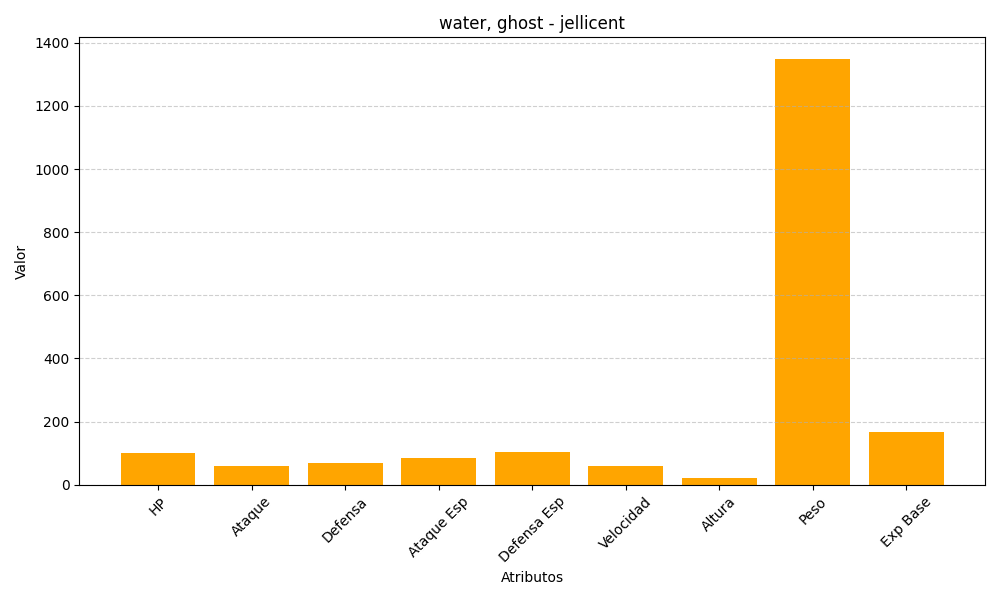 water, ghost - jellicent
1400
1200
1000
800
600
400
200
0
Valor
HP
Ataque
Defensa
Ataque Esp
Defensa Esp
Velocidad
Altura
Peso
Exp Base
Atributos